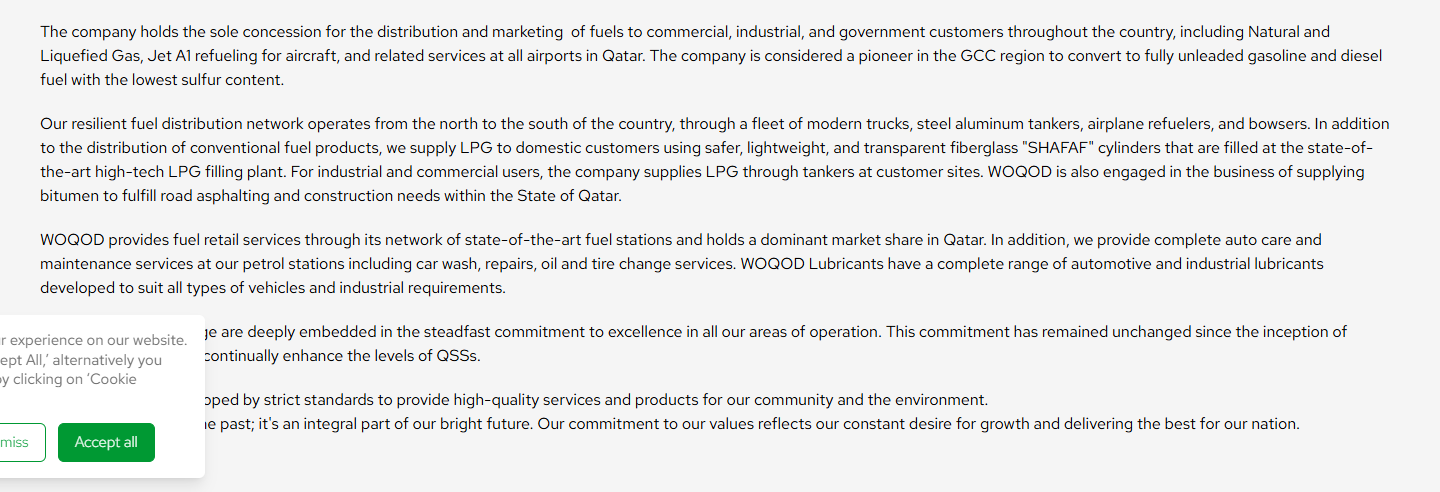 The company holds the sole concession for the distribution and marketing  of fuels to commercial, industrial, and government customers throughout the country, including Natural and
Liquefied Gas, Jet A1 refueling for aircraft, and related services at all airports in Qatar. The company is considered a pioneer in the GCC region to convert to fully unleaded gasoline and diesel
fuel with the lowest sulfur content.
Our resilient fuel distribution network operates from the north to the south of the country, through a fleet of modern trucks, steel aluminum tankers, airplane refuelers, and bowsers. In addition
to the distribution of conventional fuel products, we supply LPG to domestic customers using safer, lightweight, and transparent fiberglass "SHAFAF" cylinders that are filled at the state-of-
the-art high-tech LPG filling plant. For industrial and commercial users, the company supplies LPG through tankers at customer sites. WOQOD is also engaged in the business of supplying
bitumen to fulfill road asphalting and construction needs within the State of Qatar.
WOQOD provides fuel retail services through its network of state-of-the-art fuel stations and holds a dominant market share in Qatar. In addition, we provide complete auto care and
maintenance services at our petrol stations including car wash, repairs, oil and tire change services. WOQOD Lubricants have a complete range of automotive and industrial lubricants
developed to suit all types of vehicles and industrial requirements.
are deeply embedded in the steadfast commitment to excellence in all our areas of operation. This commitment has remained unchanged since the inception of
continually enhance the levels of QSSs.
by strict standards to provide high-quality services and products for our community and the environment.
past; it's an integral part of our bright future. Our commitment to our values reflects our constant desire for growth and delivering the best for our nation.
experience on our website.
All,' alternatively you
by clicking on 'Cookie
miss
Accept all